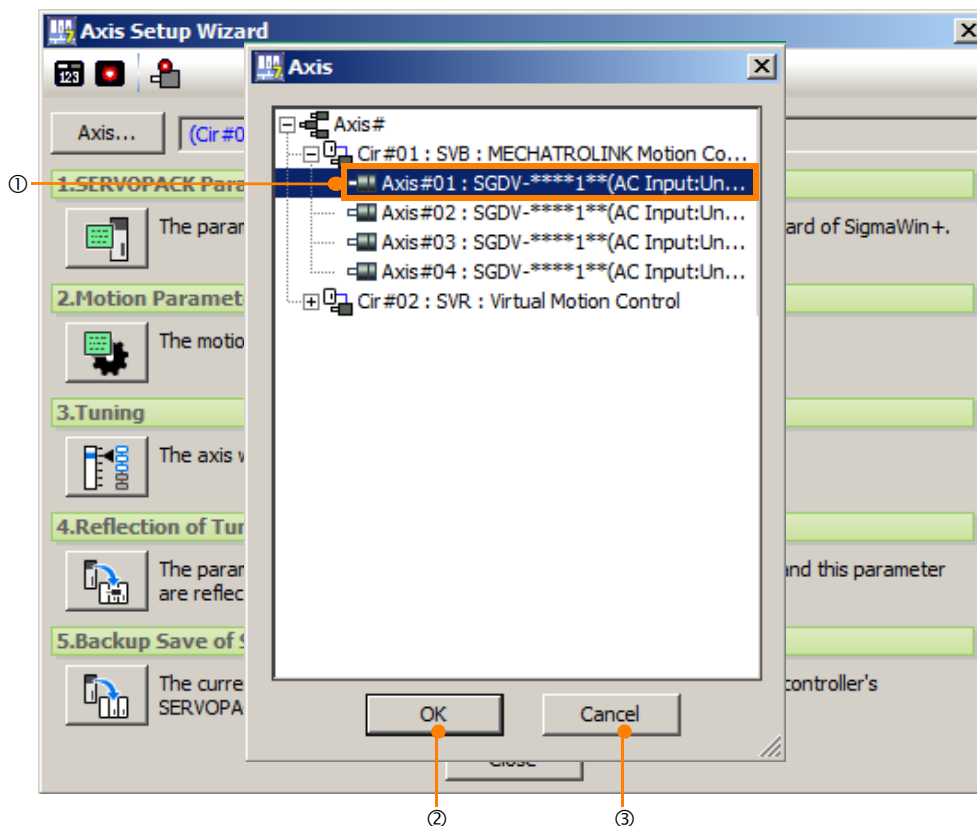 Axis Setup Wizard
Axis
123
Axis...
(Cir#0
Axis#
Cir#01 : SVB : MECHATROLINK Motion Co...
① 
Axis#01 : SGDV-****1**(AC Input:Un...
Axis#02 : SGDV-****1**(AC Input:Un...
Axis#03 : SGDV-****1**(AC Input:Un...
Axis#04 : SGDV-****1**(AC Input:Un...
Cir#02 : SVR : Virtual Motion Control
1.SERVOPACK Para
The parar
ard of SigmaWin+.
2.Motion Paramet
The motio
3.Tuning
The axis v
4.Reflection of Tur
The parar
and this parameter
are reflec
5.Backup Save of S
The curre
controller's
SERVOPA
OK
Cancel
Close
②
③